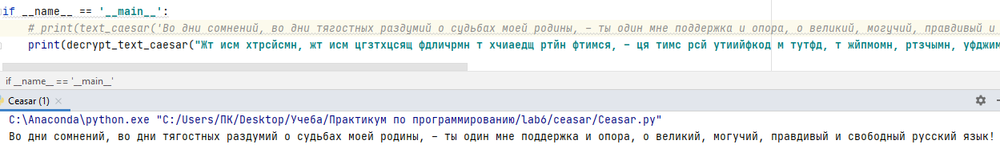 if __name__ == '__main__':
# print(text_caesar('Во дни сомнений, во дни тягостных раздумий о судьбах моей родины, – ты один мне поддержка и опора, о великий, могучий, правдивый и
print(decrypt_text_caesar("Жт исм хтрсйсмн, жт исм цгзтхцсящ фдличрмн т хчиаедщ ртйн фтимся, – ця тимс рсй утиийфкод м тутфд, т жйпмомн, ртзчымн, уфджим
if __name__ == '__main__'
Ceasar (1)
C:\Anaconda\python.exe "C:/Users/ПК/Desktop/Учеба/Практикум по программированию/lab6/ceasar/Ceasar.py"
Во дни сомнений, во дни тягостных раздумий о судьбах моей родины, – ты один мне поддержка и опора, о великий, могучий, правдивый и свободный русский язык!